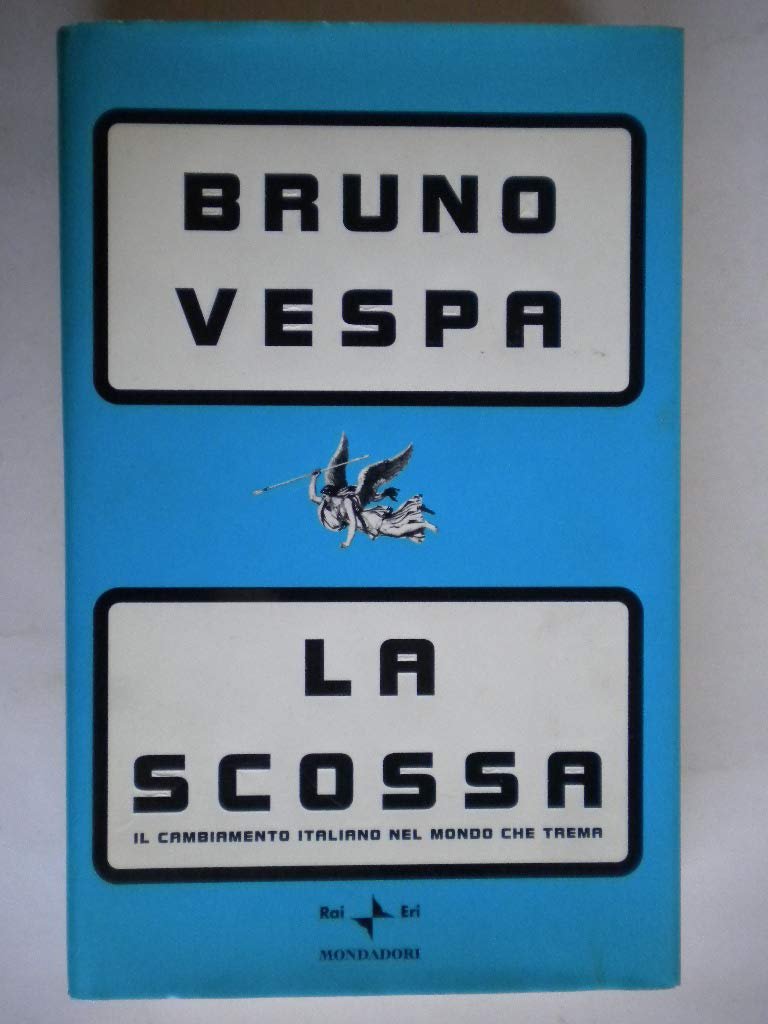 BRUNO
VESPA
LA
SCOSSA
IL CAMBIAMENTO ITALIANO NEL MONDO CHE TREMA
Rai Eri
MONDADORI